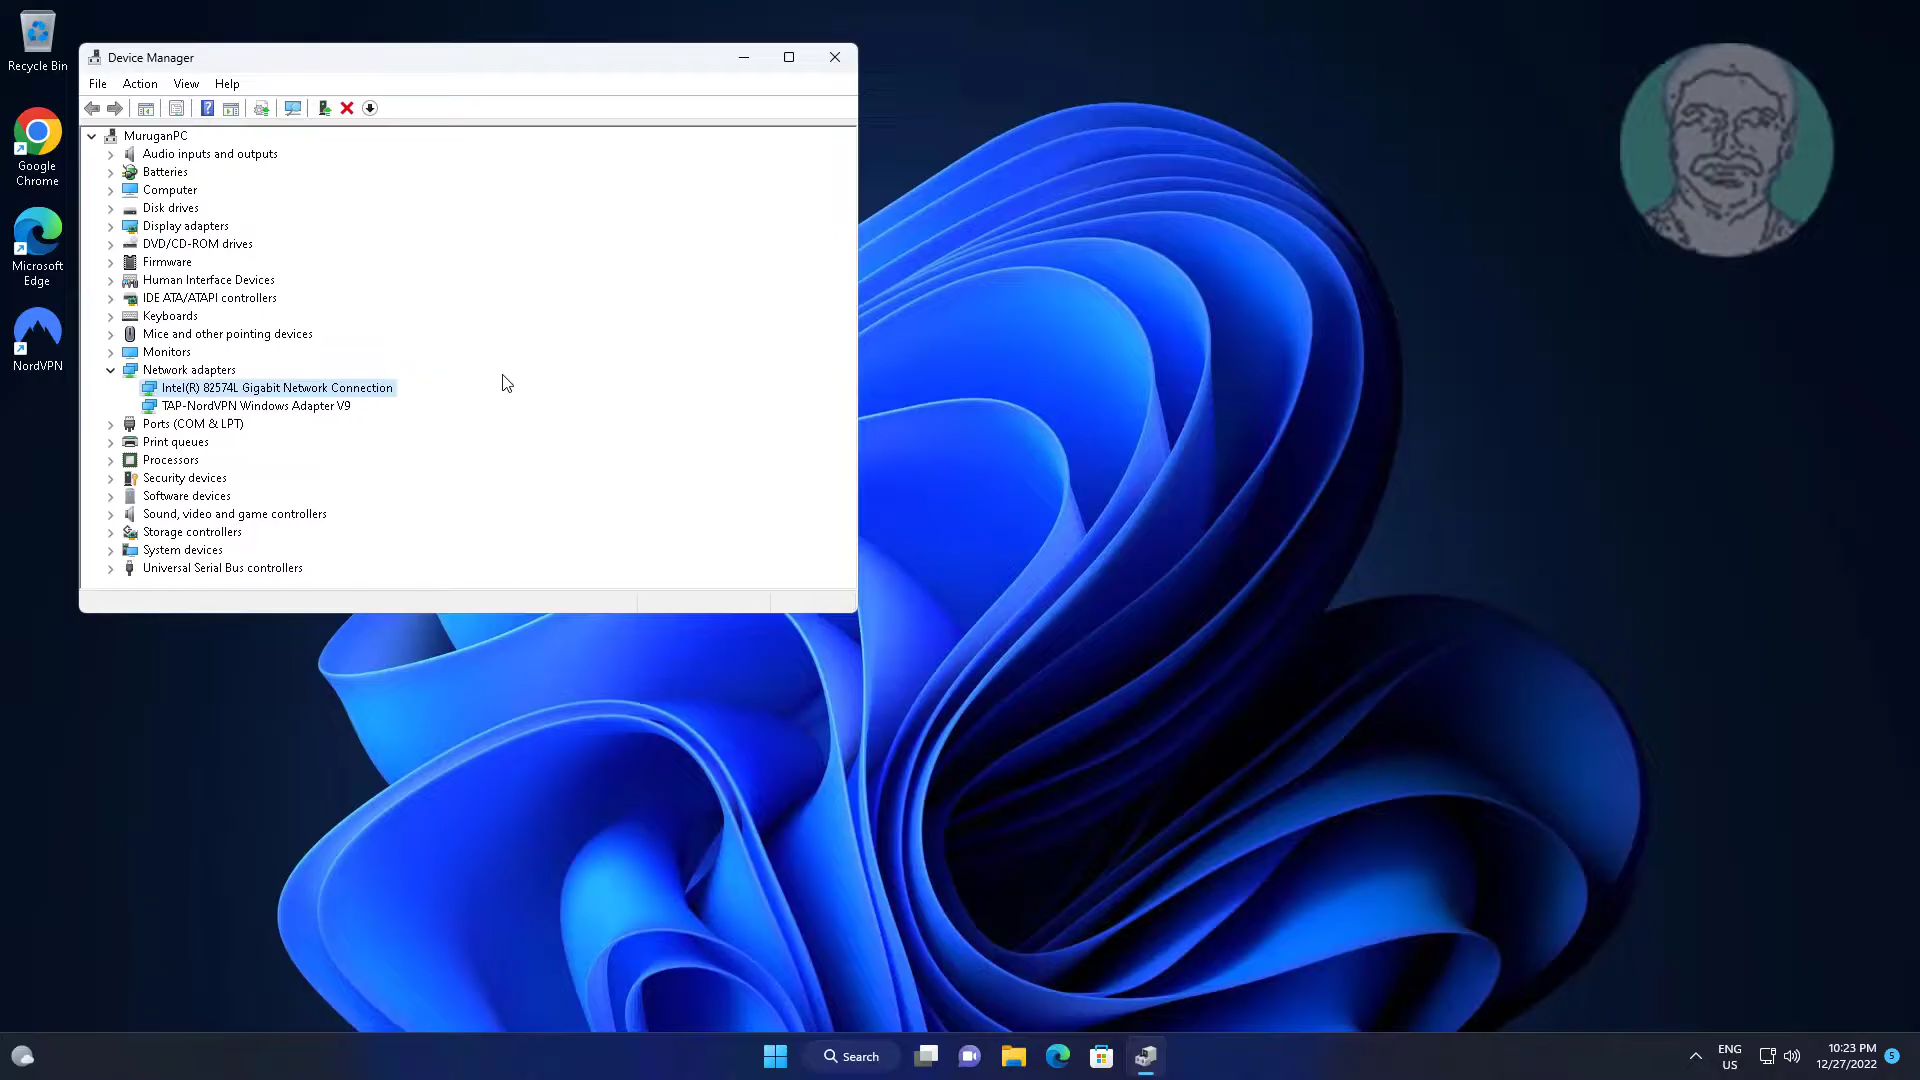 Recycle Bin
Google
Chrome
Microsoft
Edge
NordVPN
Device Manager
File Action View Help
MuruganPC
Audio inputs and outputs
Batteries
Computer
Disk drives
Display adapters
DVD/CD-ROM drives
Firmware
Human Interface Devices
IDE ATA/ATAPI controllers
Keyboards
Mice and other pointing devices
Monitors
Network adapters
Intel(R) 82574L Gigabit Network Connection
TAP-NordVPN Windows Adapter V9
Ports (COM & LPT)
Print queues
Processors
Security devices
Software devices
Sound, video and game controllers
Storage controllers
System devices
Universal Serial Bus controllers
Search
ENG
US
10:23 PM
12/27/2022
5